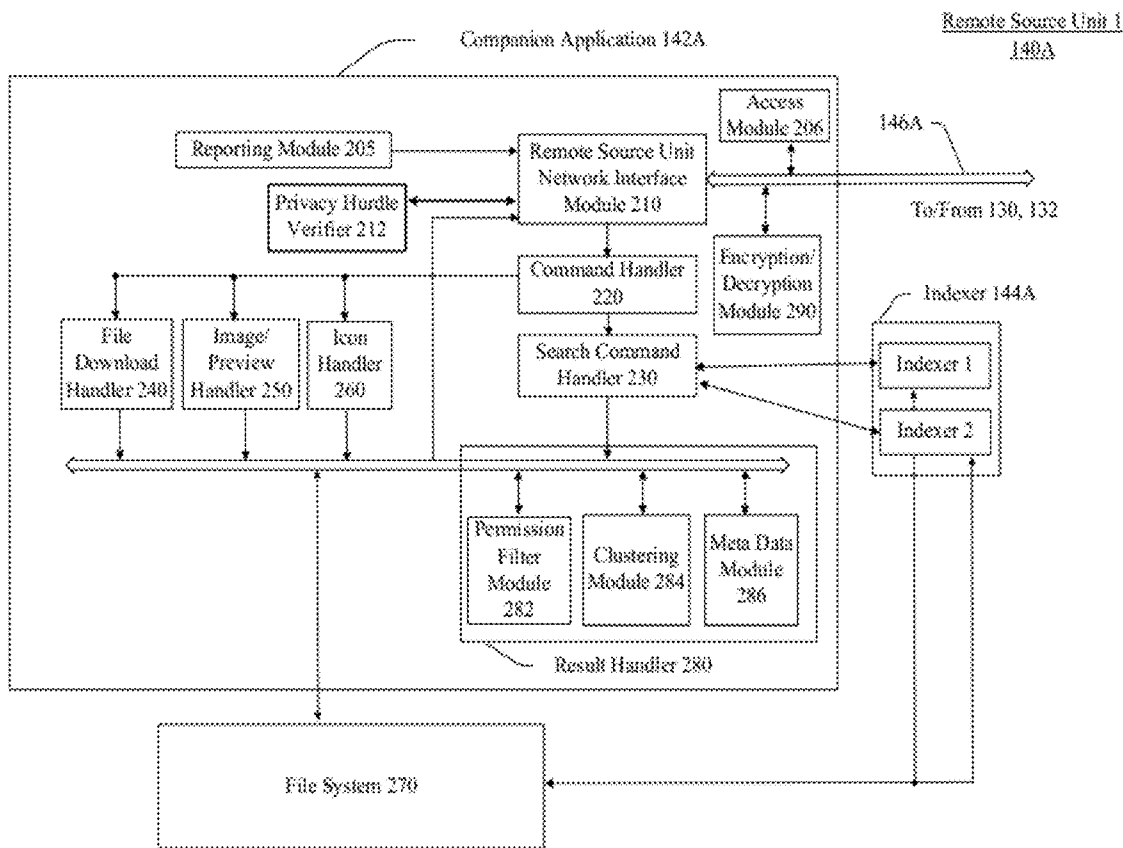 Remote Source Unit 1
140A
Companion Application 142A
Access
Module 206
146A
Reporting Module 205
Remote Source Unit
Network Interface
Module 210
Privacy Hurdle
Verifier 212
To/From 130, 132
Command Handler
220
Encryption/
Decryption
Module 290
Indexer 144A
File
Download
Handler 240
Image/
Preview
Handler 250
Icon
Handler
260
Search Command
Handler 230
Indexer 1
Indexer 2
Permission
Filter
Module
282
Clustering
Module 284
Meta Data
Module
286
Result Handler 280
File System 270